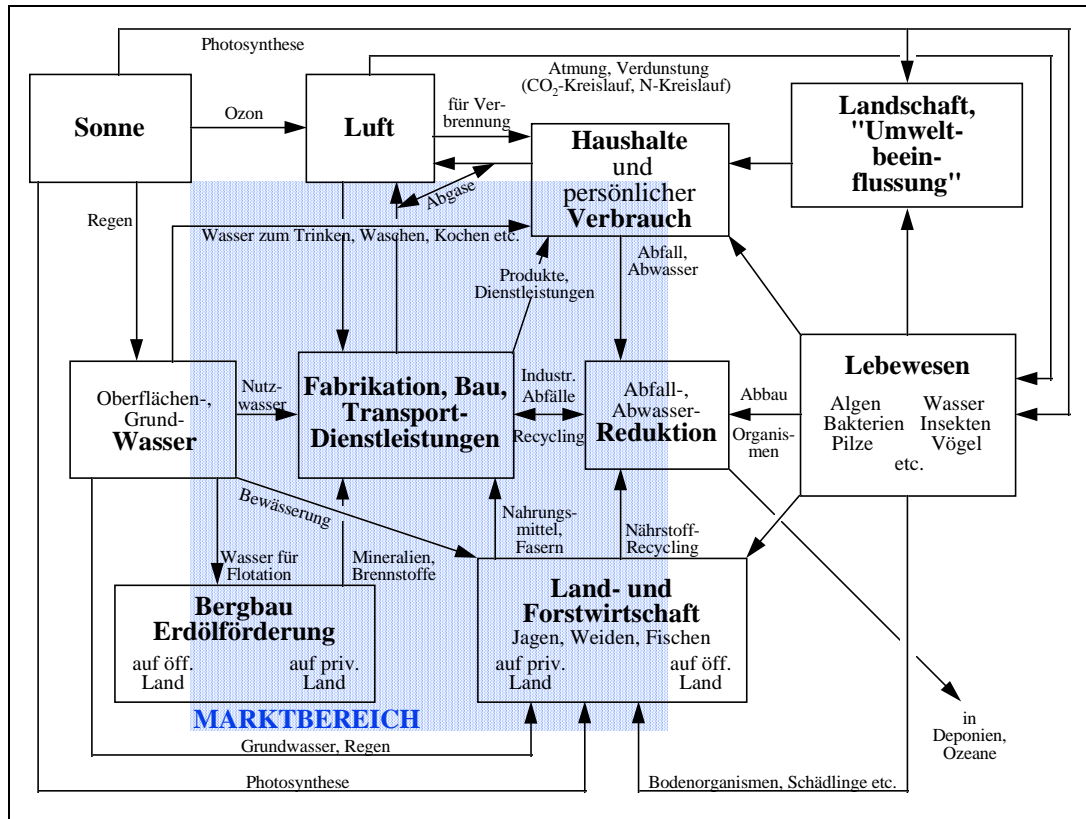 Photosynthese
Atmung, Verdunstung
(CO₂-Kreislauf, N-Kreislauf)
Sonne
Ozon
Luft
für Ver-
brennung
Haushalte
und
persönlicher
Verbrauch
Landschaft,
"Umwelt-
beein-
flussung"
Abgase
Regen
Wasser zum Trinken, Waschen, Kochen etc.
Produkte,
Dienstleistungen
Abfall,
Abwasser
Oberflächen-,
Grund-
Wasser
Nutz-
wasser
Fabrikation, Bau,
Transport-
Dienstleistungen
Industr.
Abfälle
Recycling
Abfall-,
Abwasser-
Reduktion
Abbau
Organis-
men
Lebewesen
Algen Wasser
Bakterien Insekten
Pilze Vögel
etc.
Bewässerung
Wasser für
Flotation
Mineralien,
Brennstoffe
Nahrungs-
mittel,
Fasern
Nährstoff-
Recycling
Bergbau
Erdölförderung
auf öff. auf priv.
Land Land
Land- und
Forstwirtschaft
Jagen, Weiden, Fischen
auf priv. auf öff.
Land Land
MARKTBEREICH
in
Deponien,
Ozeane
Grundwasser, Regen
Photosynthese
Bodenorganismen, Schädlinge etc.